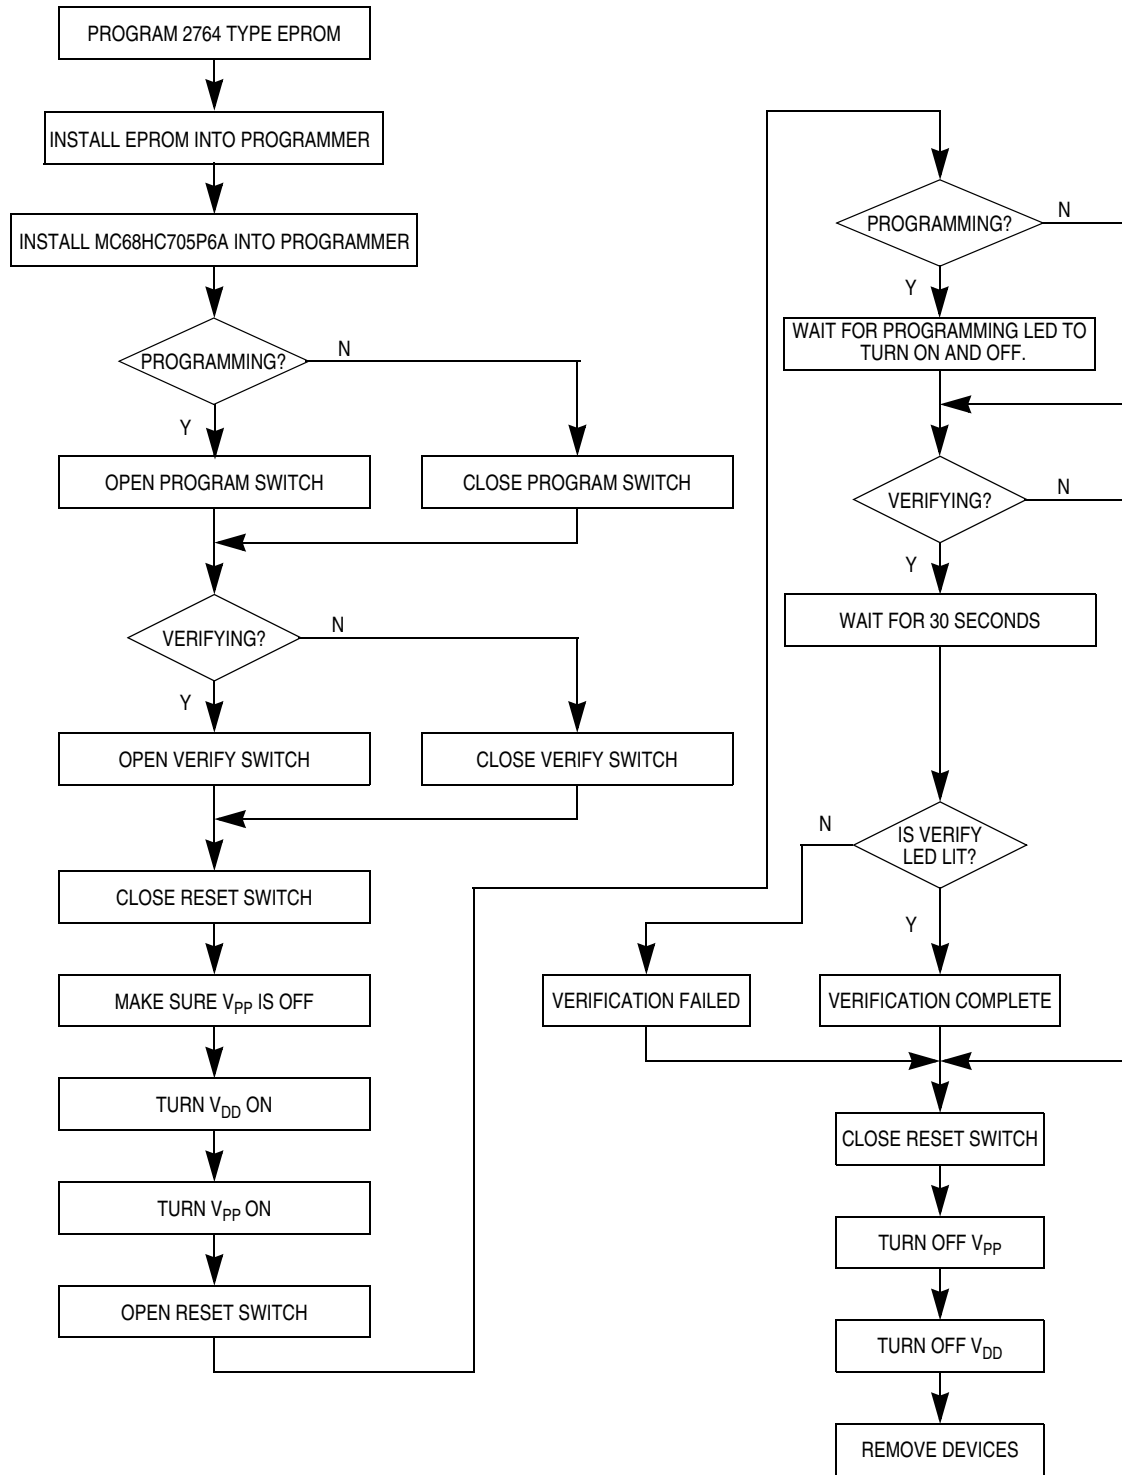 PROGRAM 2764 TYPE EPROM
INSTALL EPROM INTO PROGRAMMER
INSTALL MC68HC705P6A INTO PROGRAMMER
PROGRAMMING?
N
Y
OPEN PROGRAM SWITCH
CLOSE PROGRAM SWITCH
VERIFYING?
N
Y
OPEN VERIFY SWITCH
CLOSE VERIFY SWITCH
CLOSE RESET SWITCH
MAKE SURE VPP IS OFF
TURN VDD ON
TURN VPP ON
OPEN RESET SWITCH
PROGRAMMING?
N
Y
WAIT FOR PROGRAMMING LED TO
TURN ON AND OFF.
VERIFYING?
N
Y
WAIT FOR 30 SECONDS
IS VERIFY
LED LIT?
N
Y
VERIFICATION FAILED
VERIFICATION COMPLETE
CLOSE RESET SWITCH
TURN OFF VPP
TURN OFF VDD
REMOVE DEVICES